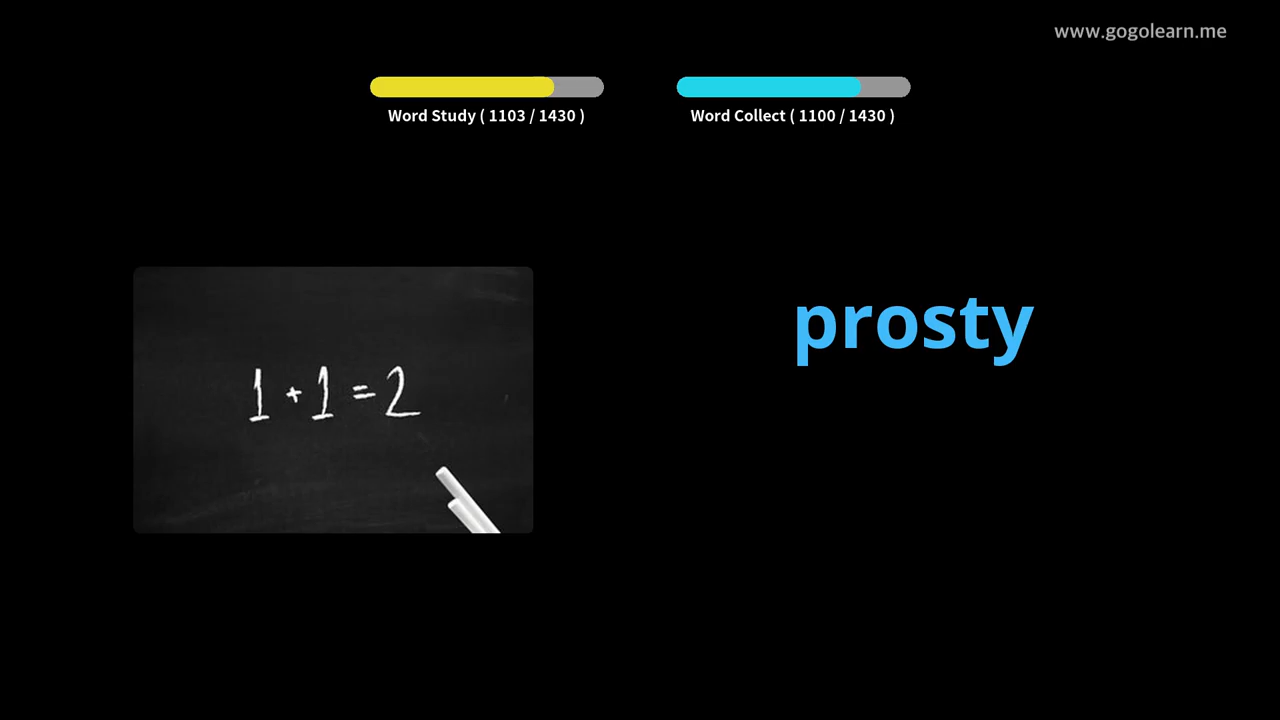 www.gogolearn.me
Word Study ( 1103 / 1430 )
Word Collect ( 1100 / 1430 )
1 + 1 = 2
prosty